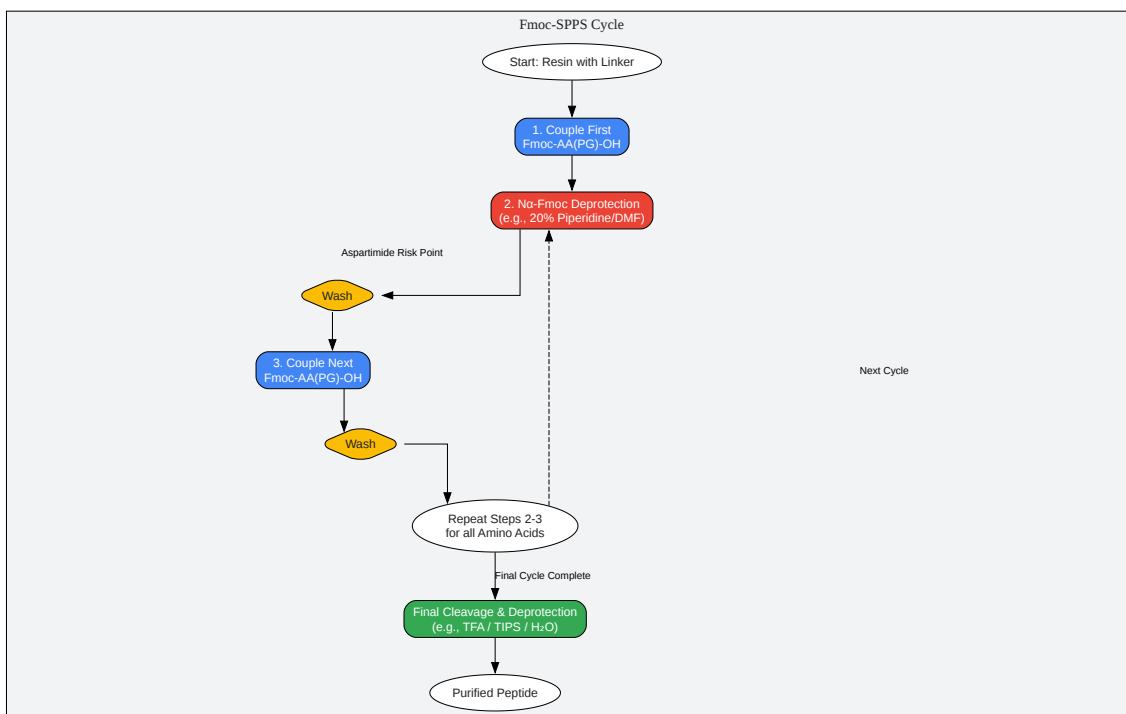 Fmoc-SPPS Cycle
Start: Resin with Linker
1. Couple First
Fmoc-AA(PG)-OH
2. Nα-Fmoc Deprotection
(e.g., 20% Piperidine/DMF)
Aspartimide Risk Point
Wash
3. Couple Next
Fmoc-AA(PG)-OH
Next Cycle
Wash
Repeat Steps 2-3
for all Amino Acids
Final Cycle Complete
Final Cleavage & Deprotection
(e.g., TFA / TIPS / H₂O)
Purified Peptide